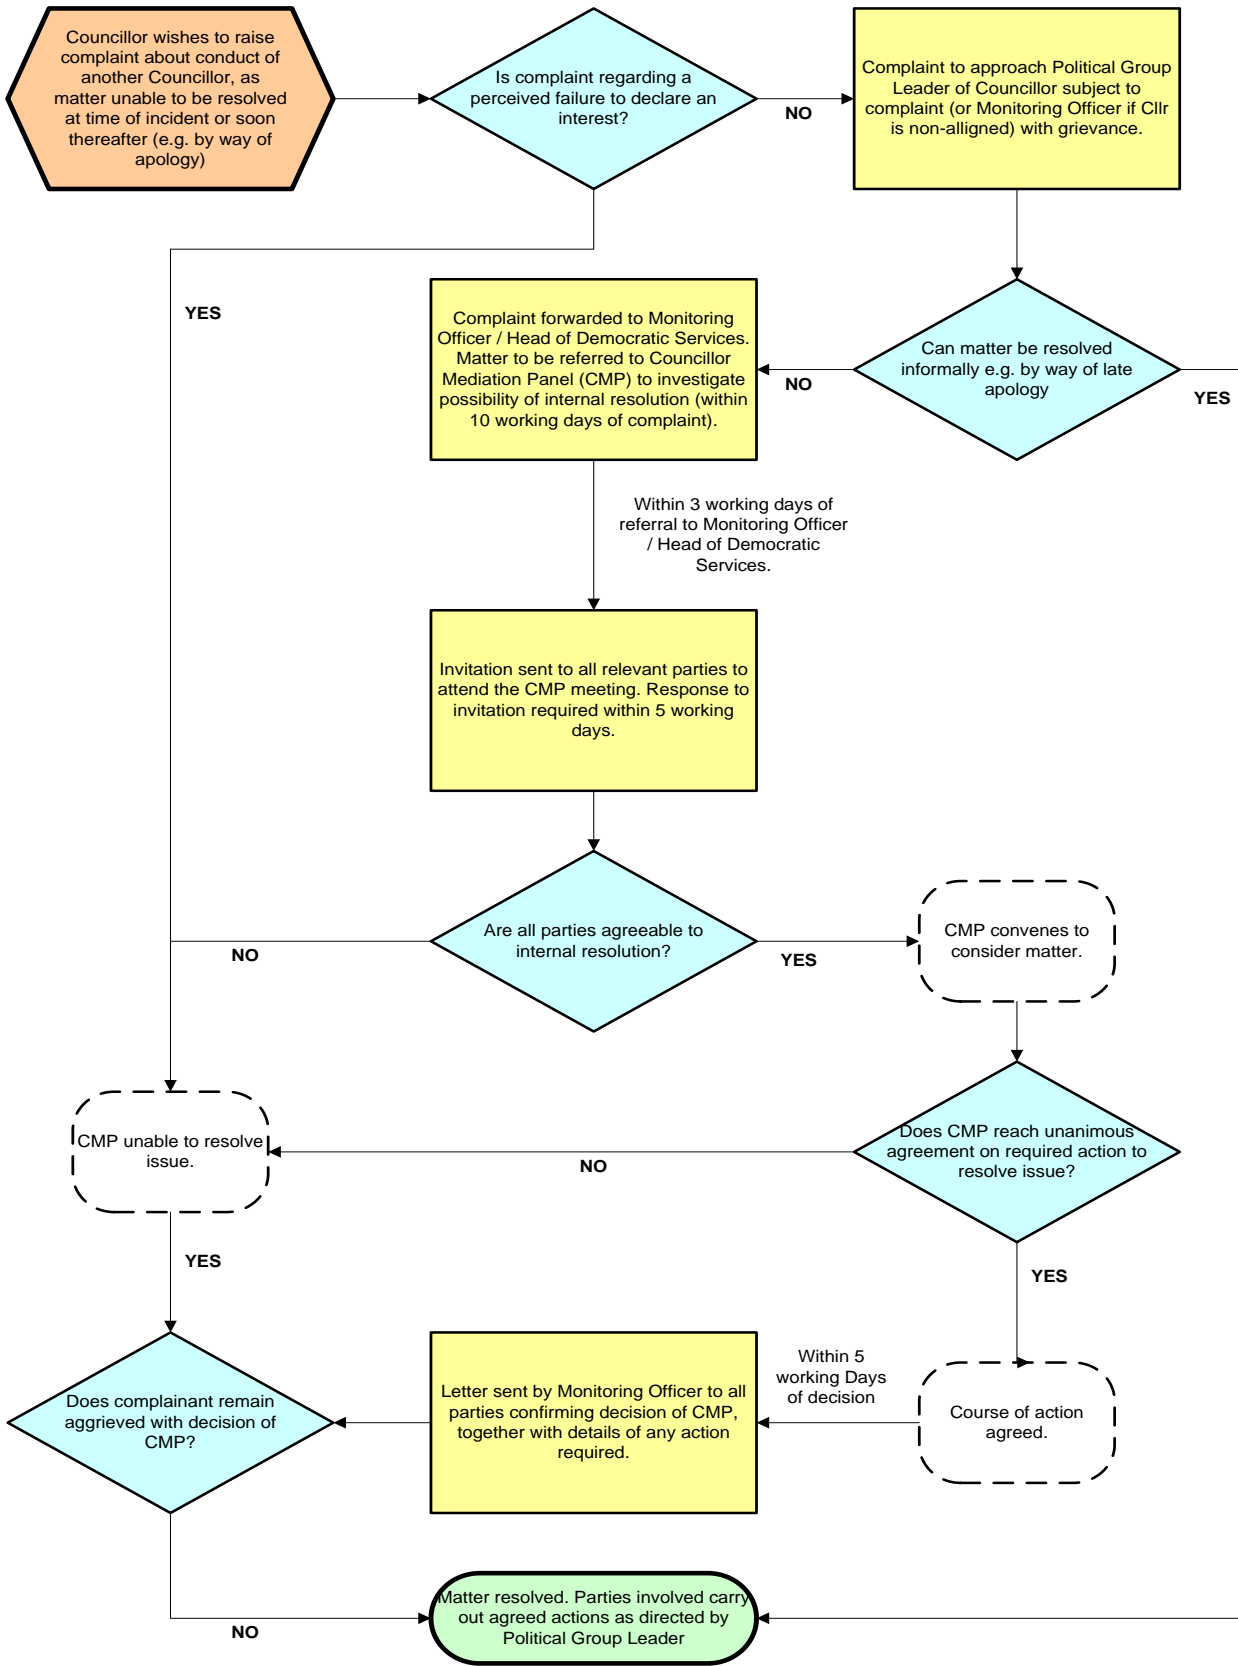 Councillor wishes to raise
complaint about conduct of
another Councillor, as
matter unable to be resolved
at time of incident or soon
thereafter (e.g. by way of
apology)
Is complaint regarding a
perceived failure to declare an
interest?
NO
Complaint to approach Political Group
Leader of Councillor subject to
complaint (or Monitoring Officer if Cllr
is non-alligned) with grievance.
YES
Complaint forwarded to Monitoring
Officer / Head of Democratic Services.
Matter to be referred to Councillor
Mediation Panel (CMP) to investigate
possibility of internal resolution (within
10 working days of complaint).
NO
Can matter be resolved
informally e.g. by way of late
apology
YES
Within 3 working days of
referral to Monitoring Officer
/ Head of Democratic
Services.
Invitation sent to all relevant parties to
attend the CMP meeting. Response to
invitation required within 5 working
days.
NO
Are all parties agreeable to
internal resolution?
YES
CMP convenes to
consider matter.
CMP unable to resolve
issue.
NO
Does CMP reach unanimous
agreement on required action to
resolve issue?
YES
YES
Does complainant remain
aggrieved with decision of
CMP?
Letter sent by Monitoring Officer to all
parties confirming decision of CMP,
together with details of any action
required.
Within 5
working Days
of decision
Course of action
agreed.
NO
Matter resolved. Parties involved carry
out agreed actions as directed by
Political Group Leader